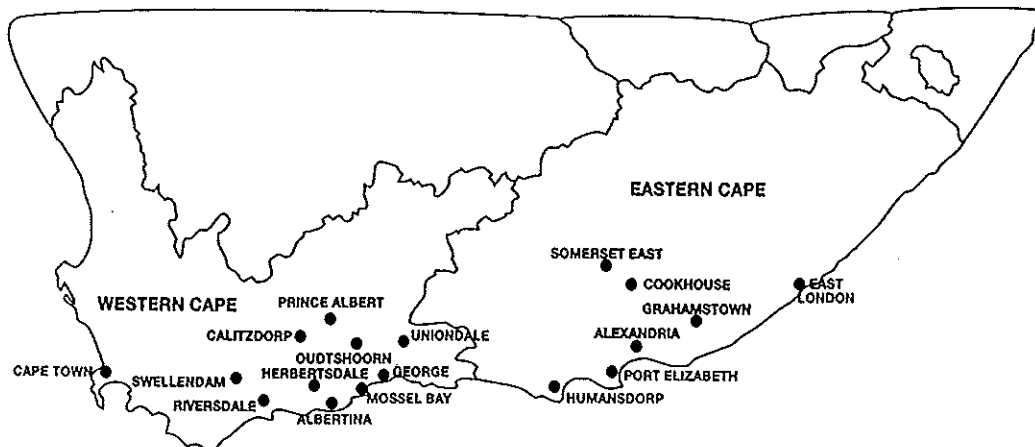 EASTERN CAPE
SOMERSET EAST
COOKHOUSE
EAST
LONDON
GRAHAMSTOWN
ALEXANDRIA
PORT ELIZABETH
HUMANSDORP
WESTERN CAPE
PRINCE ALBERT
CALITZDORP
UNIONDALE
OUDTSHOORN
CAPE TOWN
SWELLENDAM
HERBERTSDALE
GEORGE
RIVERSDALE
MOSSEL BAY
ALBERTINA